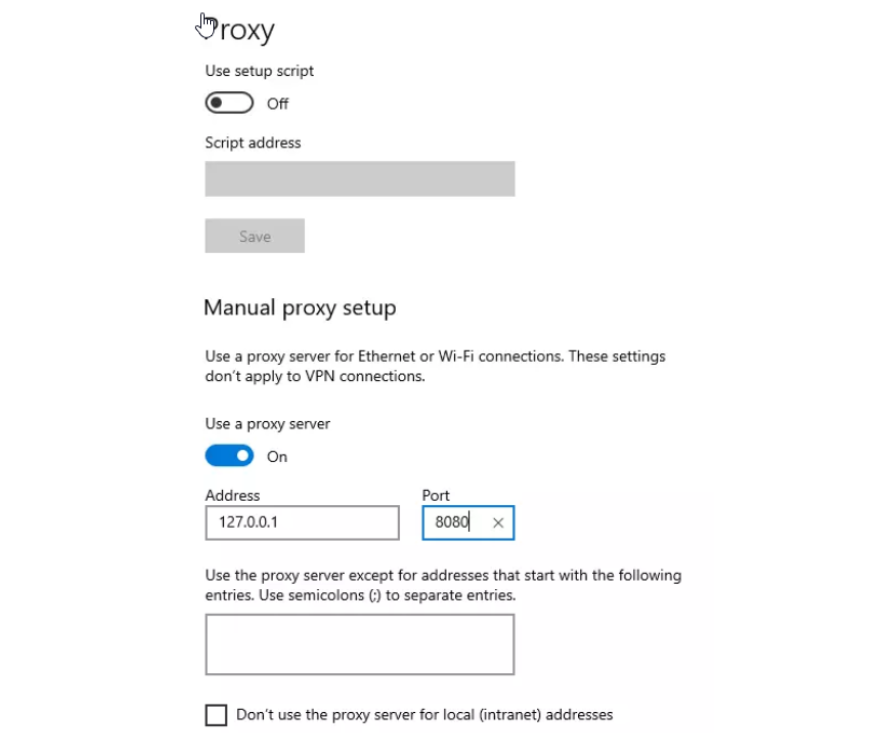 Proxy
Use setup script
Off
Script address
Save
Manual proxy setup
Use a proxy server for Ethernet or Wi-Fi connections. These settings
don't apply to VPN connections.
Use a proxy server
On
Address
Port
127.0.0.1
8080
Use the proxy server except for addresses that start with the following
entries. Use semicolons (;) to separate entries.
Don't use the proxy server for local (intranet) addresses